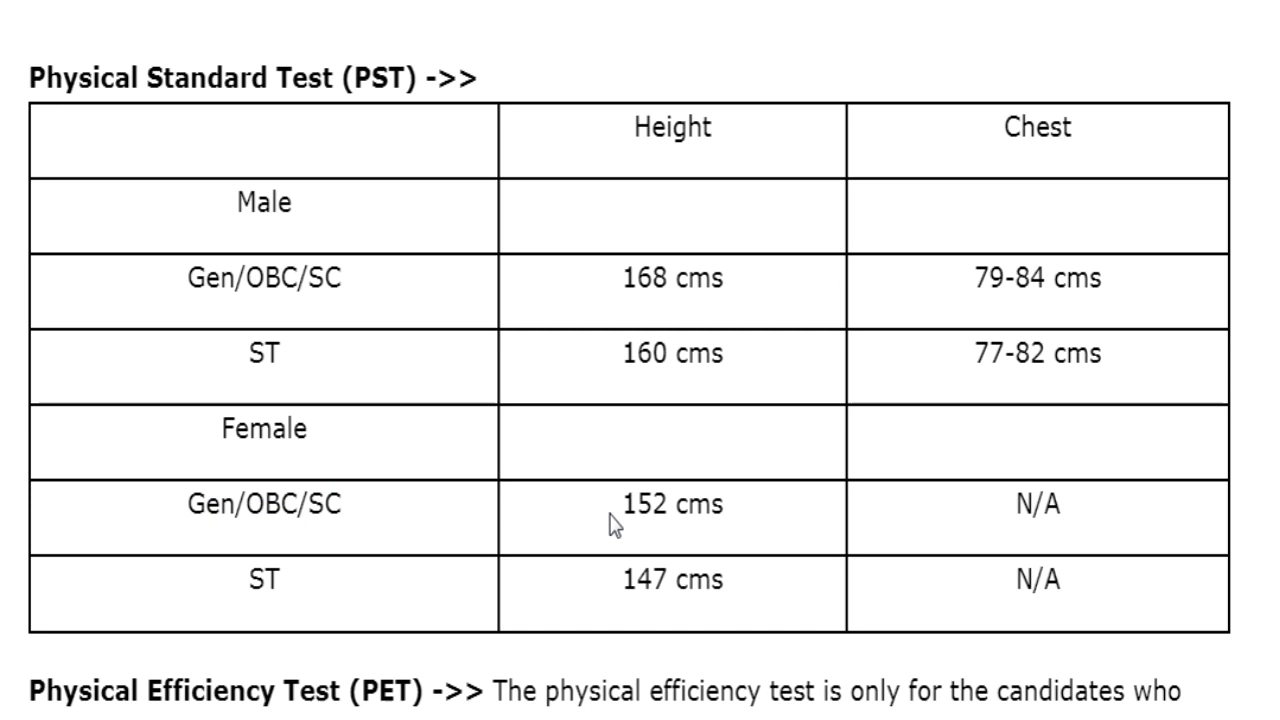 Physical Standard Test (PST) ->>
Height Chest
Male
Gen/OBC/SC 168 cms 79-84 cms
ST 160 cms 77-82 cms
Female
Gen/OBC/SC 152 cms N/A
ST 147 cms N/A
Physical Efficiency Test (PET) ->> The physical efficiency test is only for the candidates who